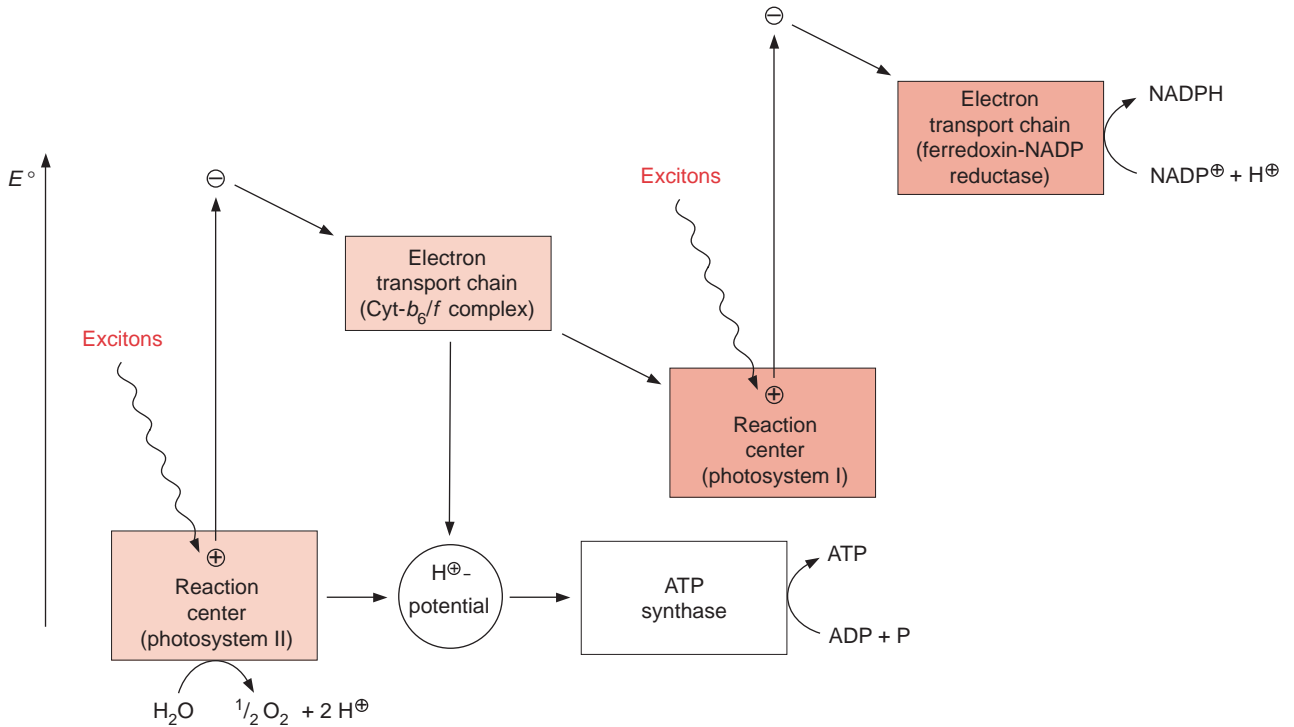 E°
Excitons
H₂O
½ O₂ + 2 H⊕
⊕
Reaction
center
(photosystem II)
⊖
Electron
transport chain
(Cyt-b₆/f complex)
H⊕-
potential
ATP
synthase
ATP
ADP + P
Excitons
⊕
Reaction
center
(photosystem I)
⊖
Electron
transport chain
(ferredoxin-NADP
reductase)
NADPH
NADP⊕ + H⊕